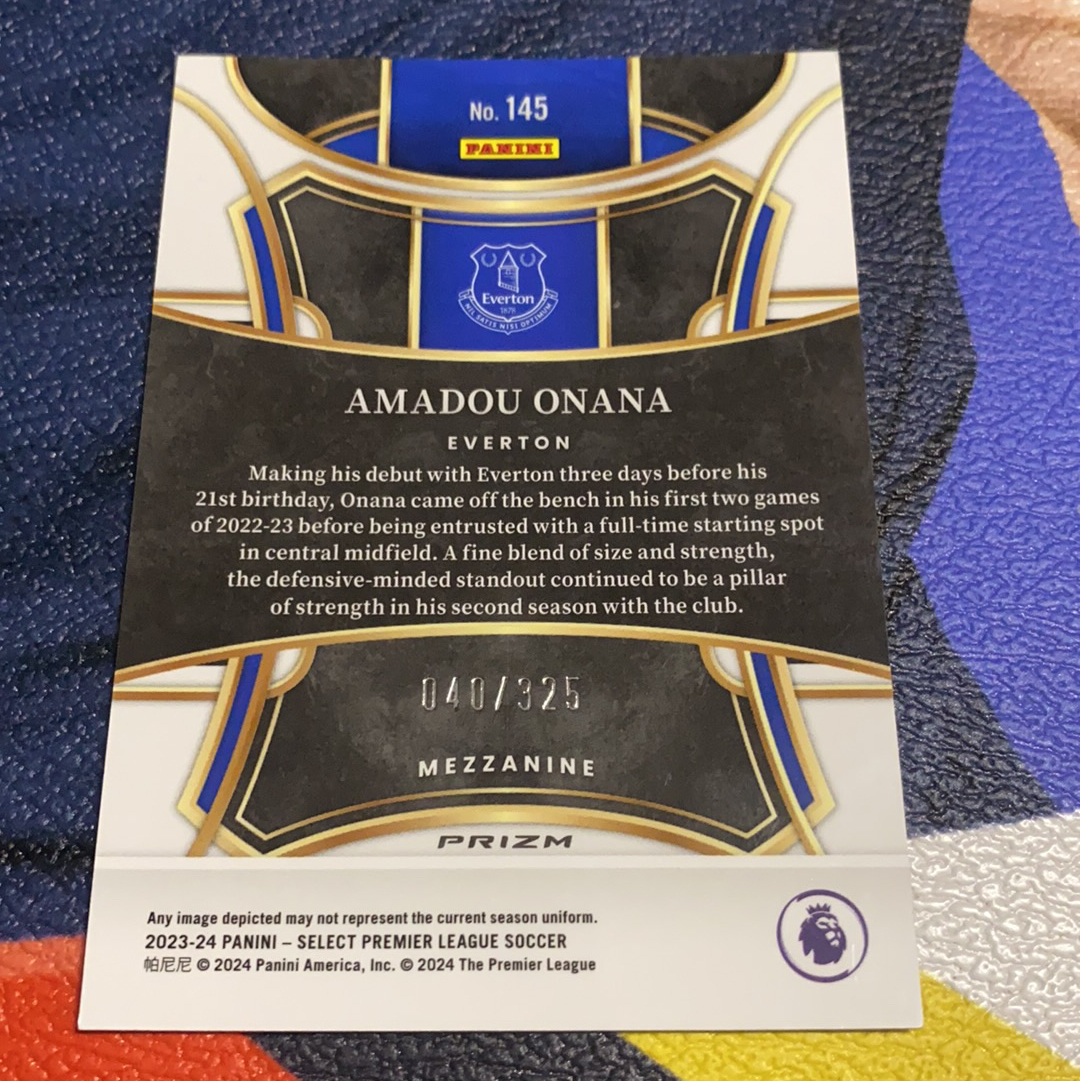 No. 145
PANINI
Everton
1878
NIL SATIS NISI OPTIMUM
AMADOU ONANA
EVERTON
Making his debut with Everton three days before his
21st birthday, Onana came off the bench in his first two games
of 2022-23 before being entrusted with a full-time starting spot
in central midfield. A fine blend of size and strength,
the defensive-minded standout continued to be a pillar
of strength in his second season with the club.
040/325
MEZZANINE
PRIZM
Any image depicted may not represent the current season uniform.
2023-24 PANINI – SELECT PREMIER LEAGUE SOCCER
帕尼尼 © 2024 Panini America, Inc. © 2024 The Premier League